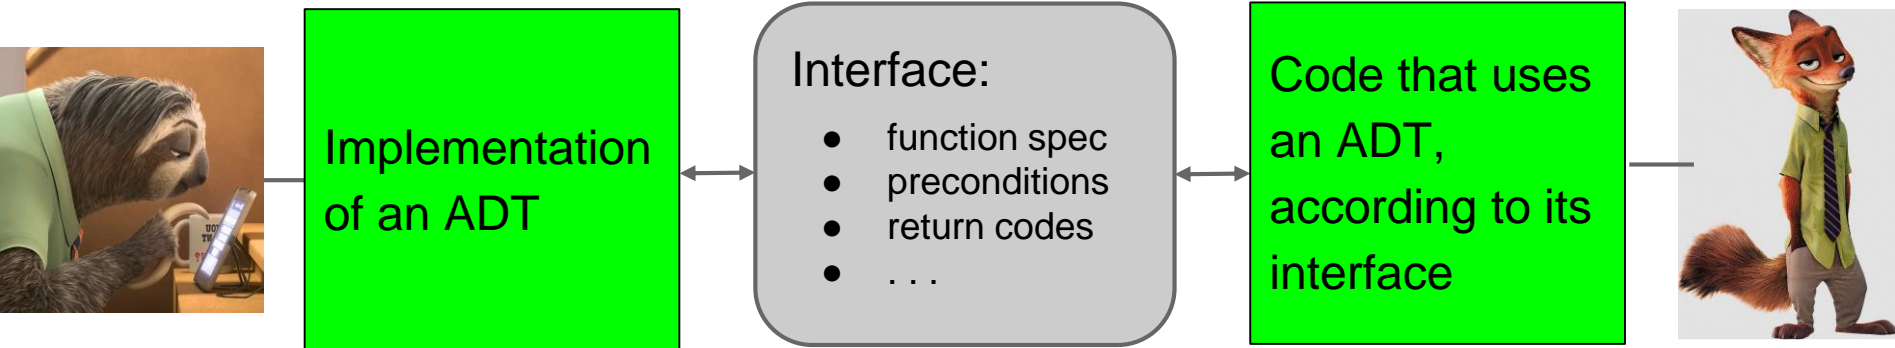 Implementation
of an ADT
Interface:
● function spec
● preconditions
● return codes
● . . .
Code that uses
an ADT,
according to its
interface